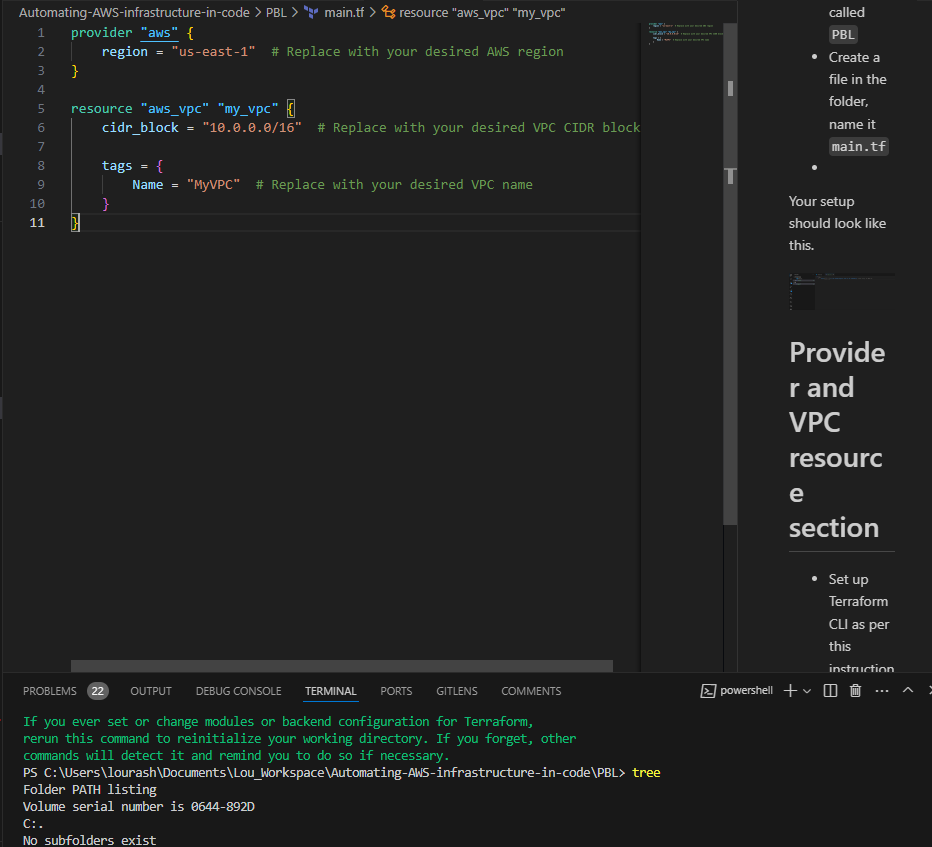 Automating-AWS-infrastructure-in-code > PBL > main.tf > resource "aws_vpc" "my_vpc"
1 provider "aws" {
2 region = "us-east-1" # Replace with your desired AWS region
3 }
4
5 resource "aws_vpc" "my_vpc" {
6 cidr_block = "10.0.0.0/16" # Replace with your desired VPC CIDR block
7
8 tags = {
9 Name = "MyVPC" # Replace with your desired VPC name
10 }
11 }
called
PBL
• Create a
file in the
folder,
name it
main.tf
•
Your setup
should look like
this.
Provide
r and
VPC
resourc
e
section
• Set up
Terraform
CLI as per
this
instruction
PROBLEMS 22 OUTPUT DEBUG CONSOLE TERMINAL PORTS GITLENS COMMENTS powershell
If you ever set or change modules or backend configuration for Terraform,
rerun this command to reinitialize your working directory. If you forget, other
commands will detect it and remind you to do so if necessary.
PS C:\Users\lourash\Documents\Lou_Workspace\Automating-AWS-infrastructure-in-code\PBL> tree
Folder PATH listing
Volume serial number is 0644-892D
C:.
No subfolders exist